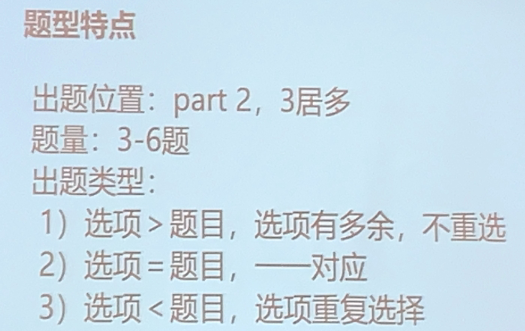 题型特点
出题位置：part 2，3居多
题量：3-6题
出题类型：
1）选项>题目，选项有多余，不重选
2）选项=题目，一一对应
3）选项<题目，选项重复选择